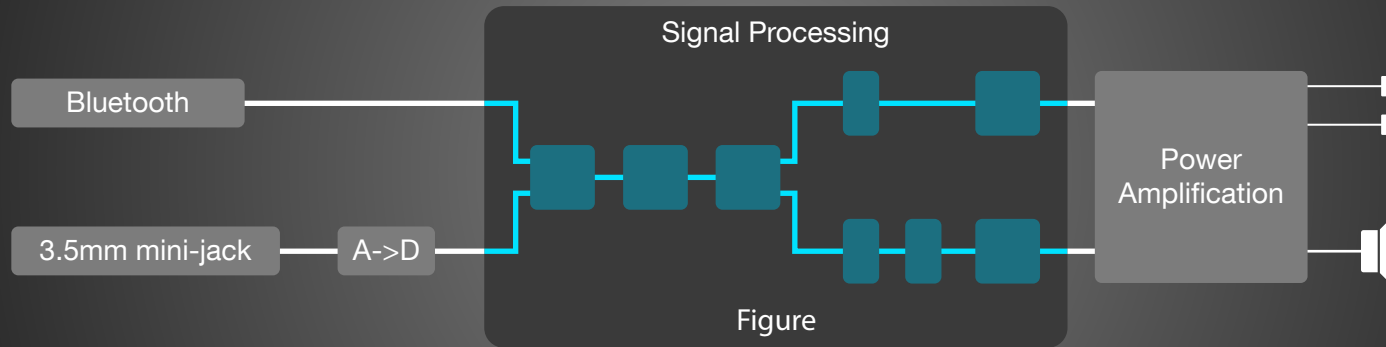 Signal Processing
Bluetooth
3.5mm mini-jack
A->D
Power
Amplification
Figure